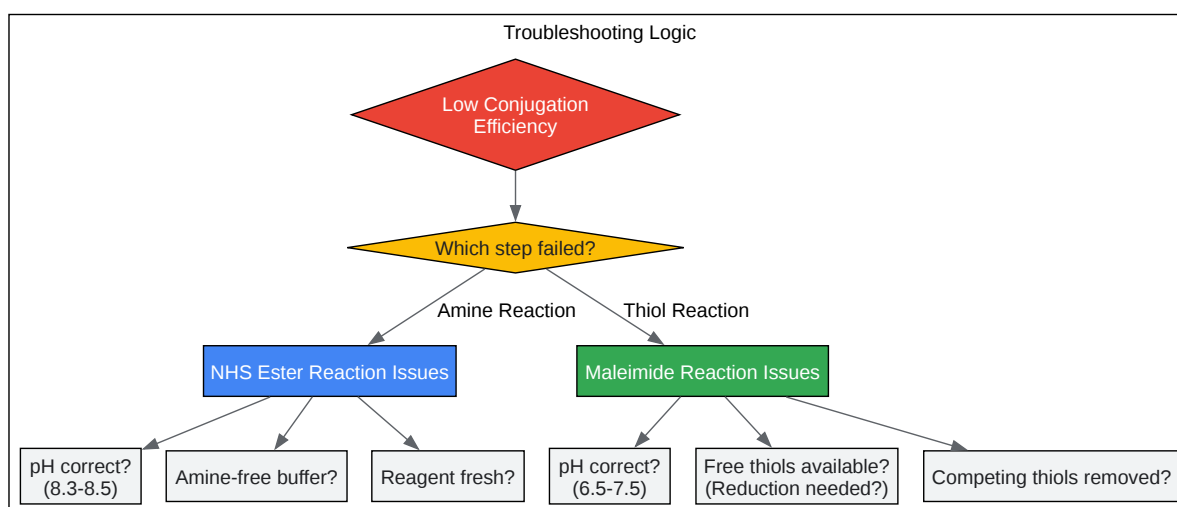 Troubleshooting Logic
Low Conjugation
Efficiency
Which step failed?
Amine Reaction
Thiol Reaction
NHS Ester Reaction Issues
Maleimide Reaction Issues
pH correct?
(8.3-8.5)
Amine-free buffer?
Reagent fresh?
pH correct?
(6.5-7.5)
Free thiols available?
(Reduction needed?)
Competing thiols removed?